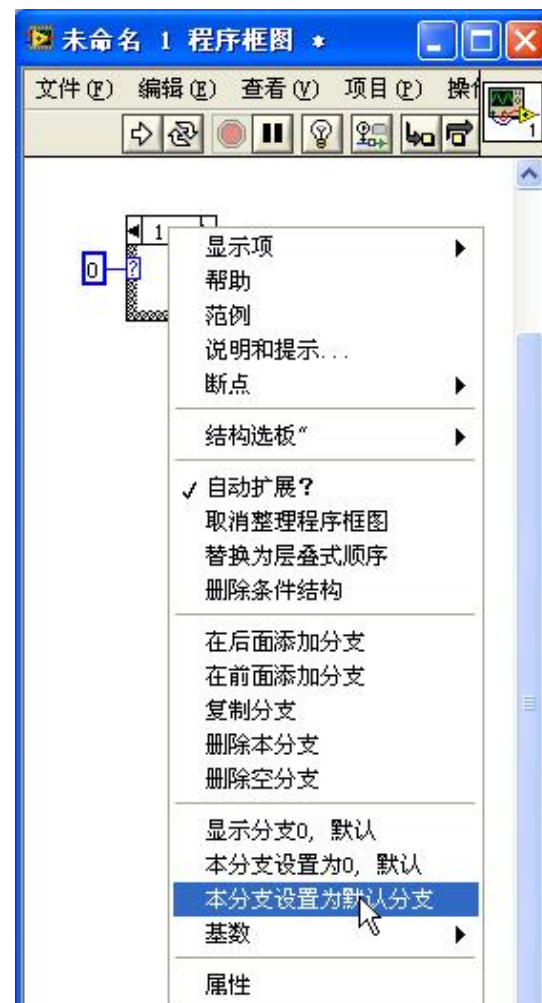 未命名 1 程序框图 *
文件(F) 编辑(E) 查看(V) 项目(P) 操
1
1
0 ?
显示项
帮助
范例
说明和提示...
断点
结构选板“
自动扩展?
取消整理程序框图
替换为层叠式顺序
删除条件结构
在后面添加分支
在前面添加分支
复制分支
删除本分支
删除空分支
显示分支0, 默认
本分支设置为0, 默认
本分支设置为默认分支
基数
属性